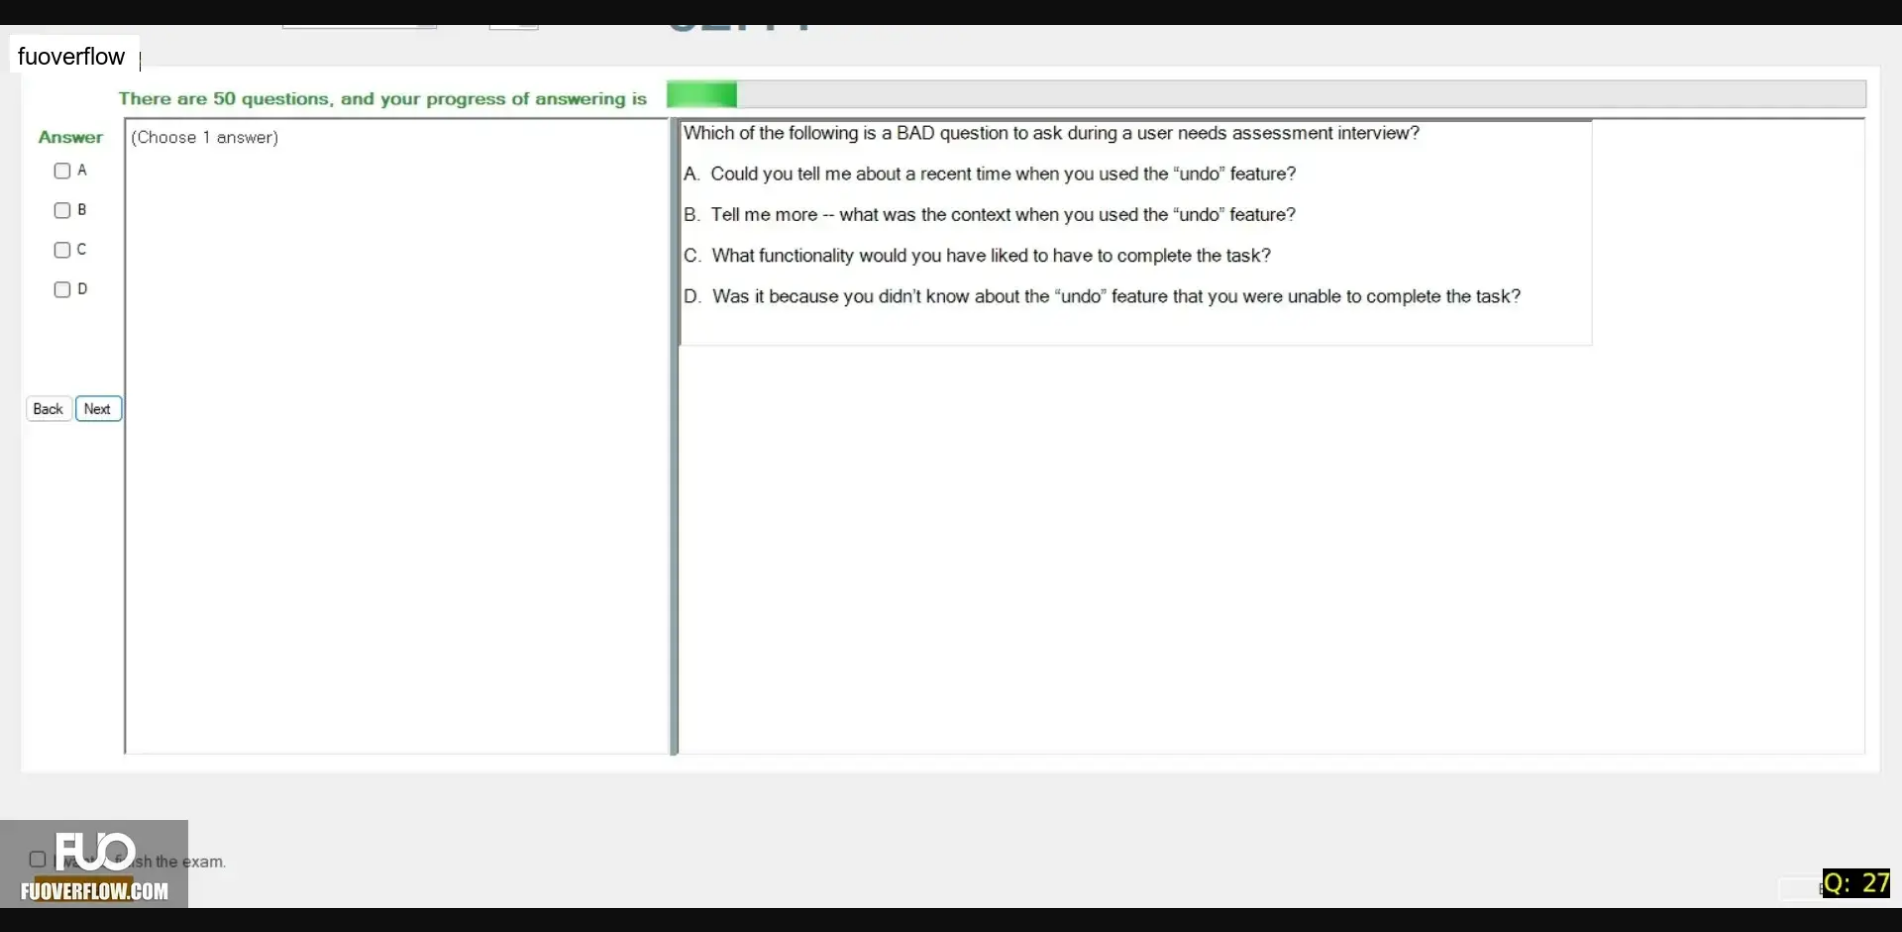 fuoverflow
There are 50 questions, and your progress of answering is
Answer
(Choose 1 answer)
A
B
C
D
Back Next
Which of the following is a BAD question to ask during a user needs assessment interview?
A. Could you tell me about a recent time when you used the “undo” feature?
B. Tell me more -- what was the context when you used the “undo” feature?
C. What functionality would you have liked to have to complete the task?
D. Was it because you didn’t know about the “undo” feature that you were unable to complete the task?
FUO
the exam.
FUOVERFLOW.COM
Q: 27